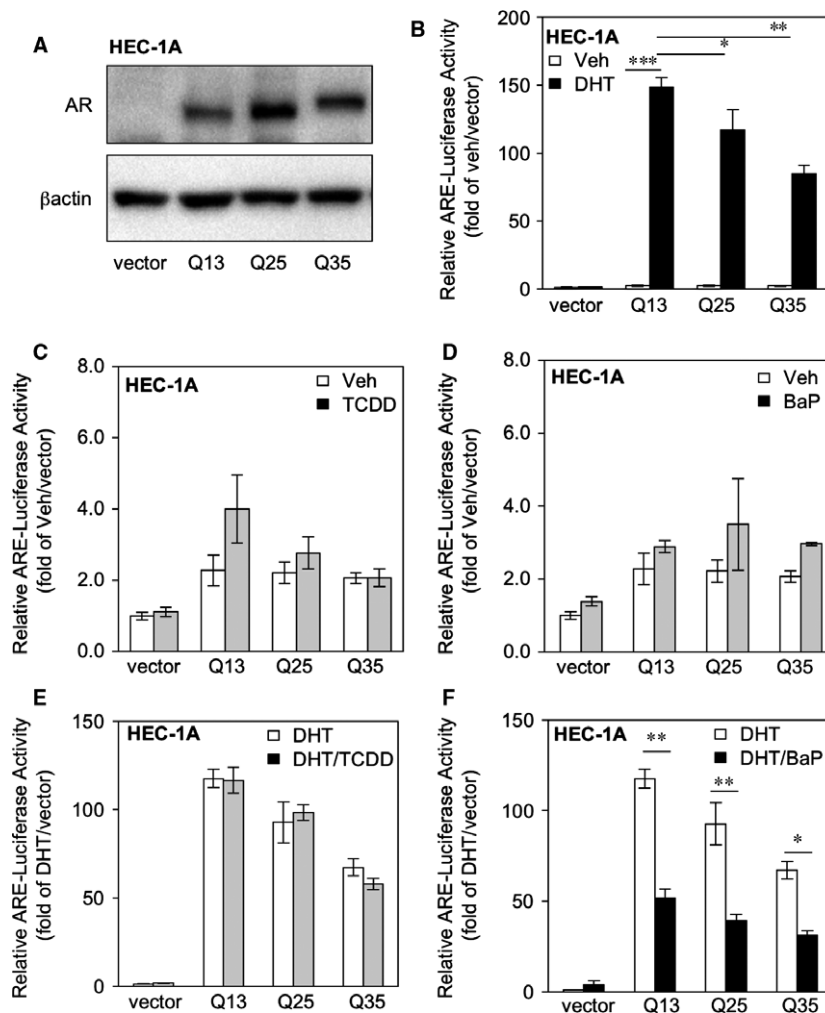 A
HEC-1A
AR
βactin
vector Q13 Q25 Q35
B
Relative ARE-Luciferase Activity
(fold of veh/vector)
200
150
100
50
0
HEC-1A
Veh
DHT
***
*
**
vector Q13 Q25 Q35
C
Relative ARE-Luciferase Activity
(fold of Veh/vector)
8.0
6.0
4.0
2.0
0.0
HEC-1A
Veh
TCDD
vector Q13 Q25 Q35
D
Relative ARE-Luciferase Activity
(fold of Veh/vector)
8.0
6.0
4.0
2.0
0.0
HEC-1A
Veh
BaP
vector Q13 Q25 Q35
E
Relative ARE-Luciferase Activity
(fold of DHT/vector)
150
100
50
0
HEC-1A
DHT
DHT/TCDD
vector Q13 Q25 Q35
F
Relative ARE-Luciferase Activity
(fold of DHT/vector)
150
100
50
0
HEC-1A
DHT
DHT/BaP
**
**
*
vector Q13 Q25 Q35